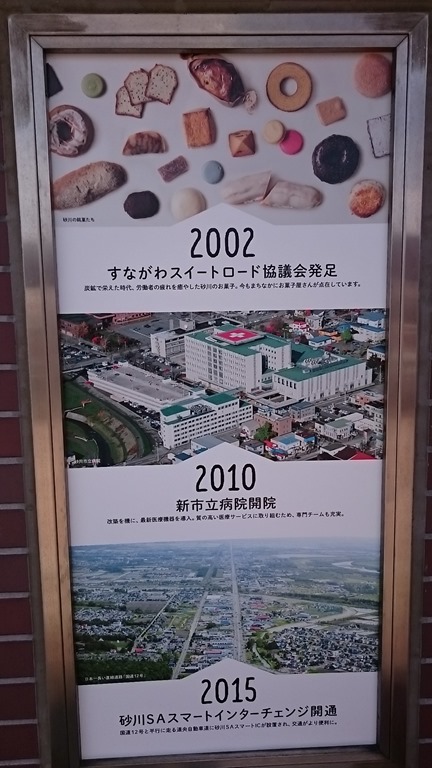 砂川の銘菓たち
2002
すながわスイートロード協議会発足
炭鉱で栄えた時代、労働者の疲れを癒やした砂川のお菓子。今もまちなかにお菓子屋さんが点在しています。
砂川市立病院
2010
新市立病院開院
改築を機に、最新医療機器を導入。質の高い医療サービスに取り組むため、専門チームも充実。
日本一長い直線道路「国道12号」
2015
砂川SAスマートインターチェンジ開通
国道12号と平行に走る道央自動車道に砂川SAスマートICが設置され、交通がより便利に。